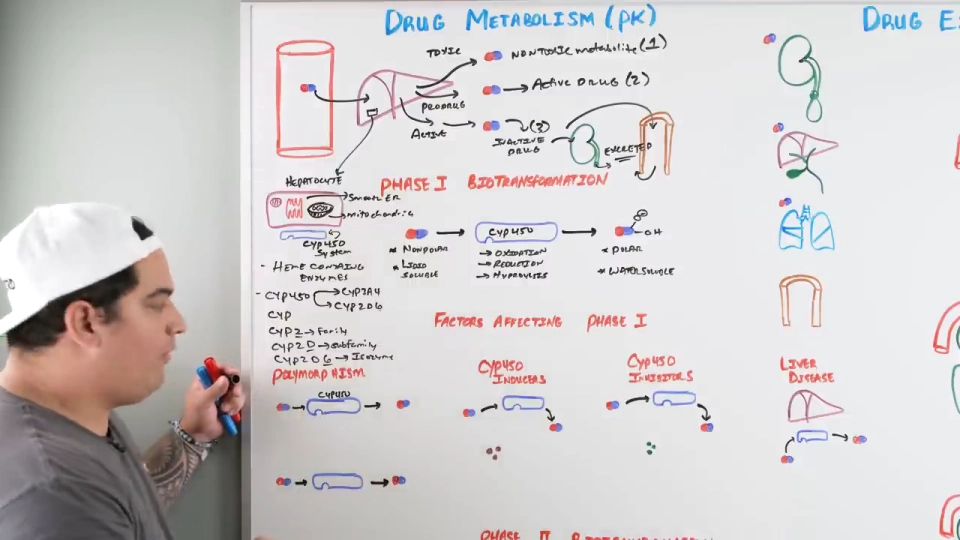 DRUG METABOLISM (PK)
DRUG
TOXIC
NONTOXIC metabolite (1)
PRODRUG
ACTIVE DRUG (2)
ACTIVE
(3)
INACTIVE
DRUG
EXCRETED
HEPATOCYTE
SMOOTH ER
mitochondria
CYP450
System
- HEME CONTAINING
ENZYMES
- CYP450
CYP3A4
CYP2D6
CYP
CYP2 → Family
CYP2D → subfamily
CYP2D6 → Isozyme
PHASE I BIOTRANSFORMATION
* NONPOLAR
* LIPID
SOLUBLE
CYP450
→ OXIDATION
→ REDUCTION
→ HYDROLYSIS
OH
* POLAR
* WATER SOLUBLE
FACTORS AFFECTING PHASE I
POLYMORPHISM
CYP450
CYP450
INDUCERS
CYP450
INHIBITORS
LIVER
DISEASE
PHASE II